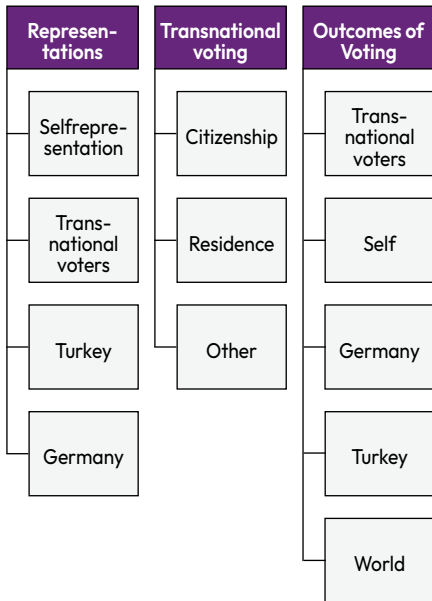 Represen-
tations
Selfrepre-
sentation
Trans-
national
voters
Turkey
Germany
Transnational
voting
Citizenship
Residence
Other
Outcomes of
Voting
Trans-
national
voters
Self
Germany
Turkey
World